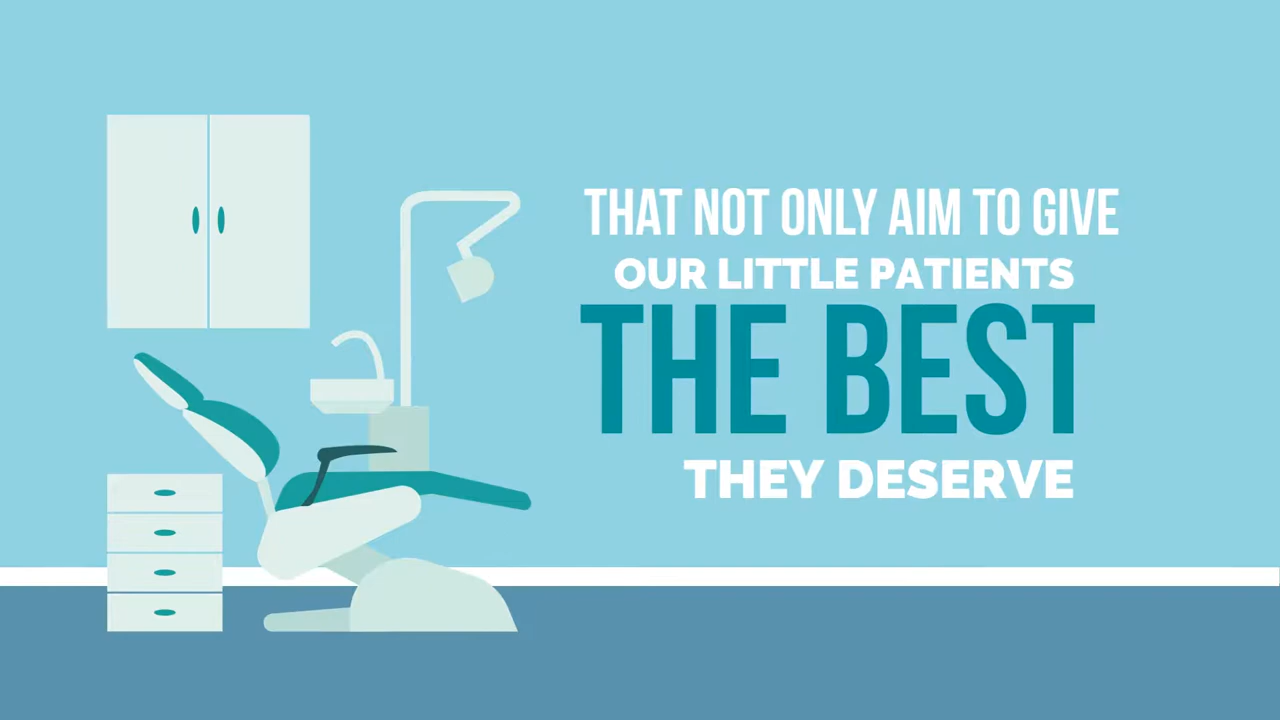 THAT NOT ONLY AIM TO GIVE
OUR LITTLE PATIENTS
THE BEST
THEY DESERVE